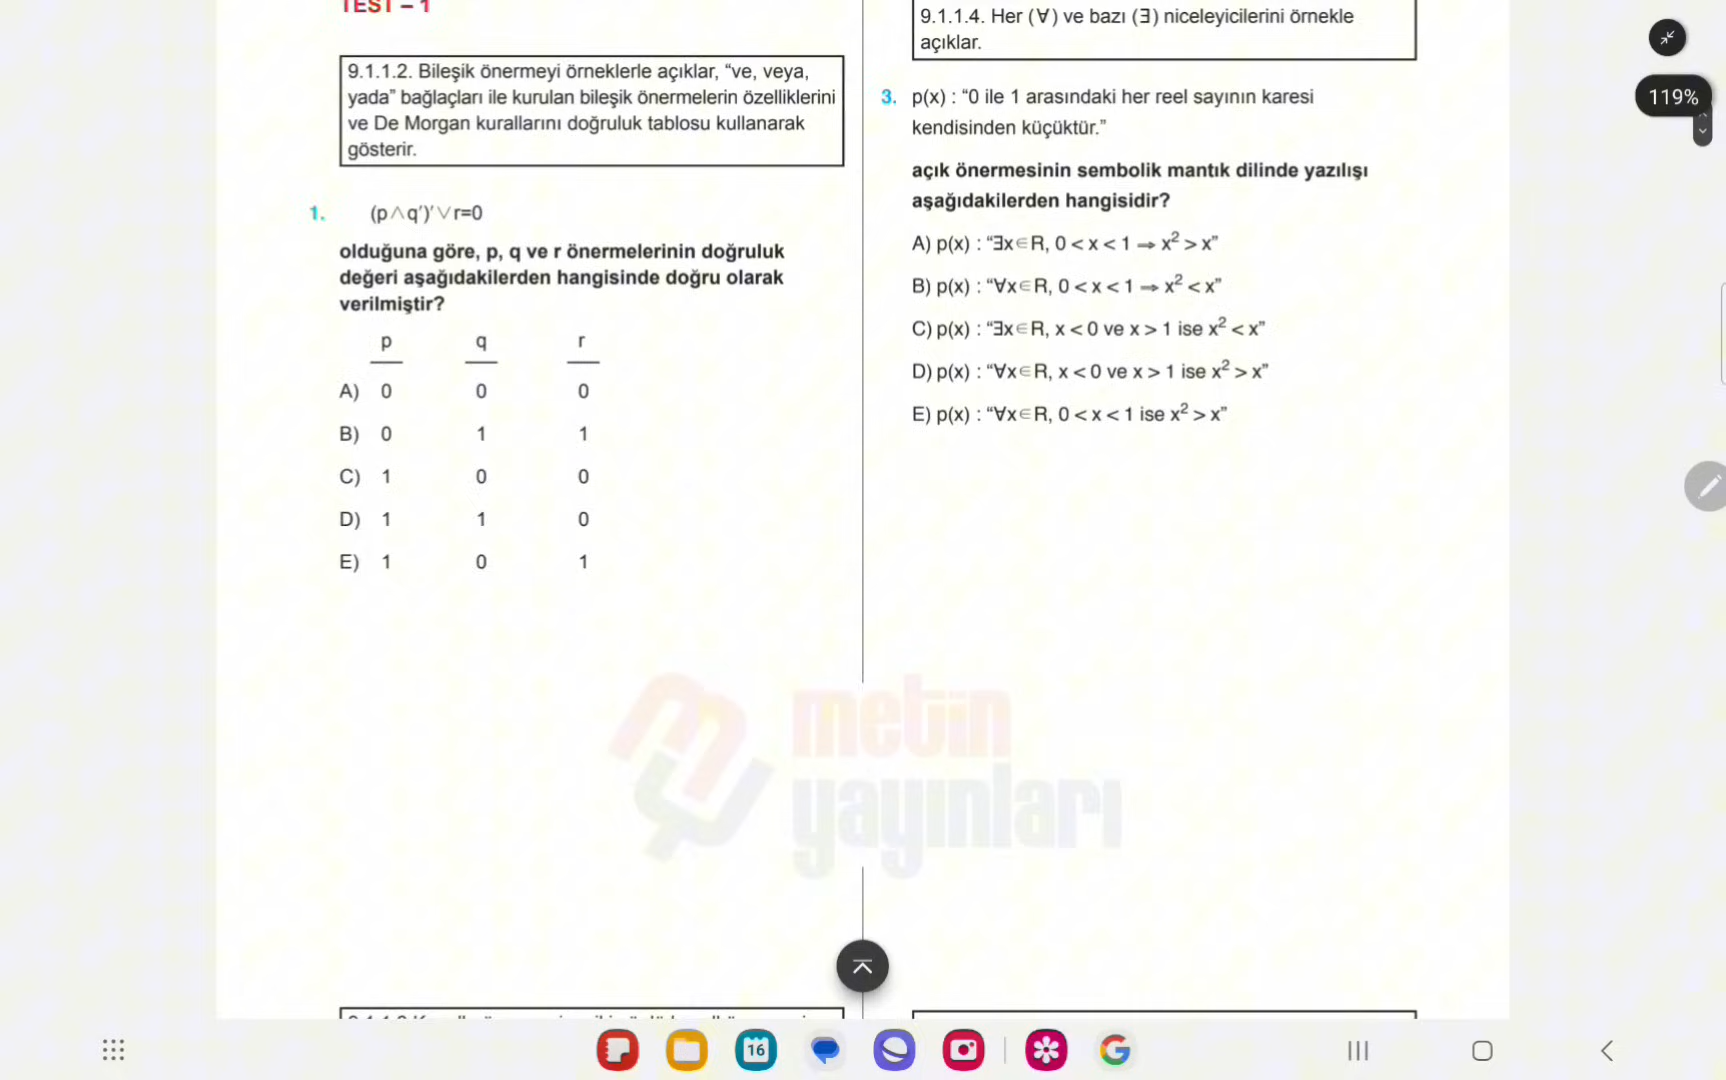 TEST – 1
9.1.1.2. Bileşik önermeyi örneklerle açıklar, “ve, veya,
yada” bağlaçları ile kurulan bileşik önermelerin özelliklerini
ve De Morgan kurallarını doğruluk tablosu kullanarak
gösterir.
1. (p∧q′)′∨r=0
olduğuna göre, p, q ve r önermelerinin doğruluk
değeri aşağıdakilerden hangisinde doğru olarak
verilmiştir?
p q r
A) 0 0 0
B) 0 1 1
C) 1 0 0
D) 1 1 0
E) 1 0 1
9.1.1.4. Her (∀) ve bazı (∃) niceleyicilerini örnekle
açıklar.
3. p(x) : “0 ile 1 arasındaki her reel sayının karesi
kendisinden küçüktür.”
açık önermesinin sembolik mantık dilinde yazılışı
aşağıdakilerden hangisidir?
A) p(x) : “∃x∈R, 0 < x < 1 ⇒ x² > x”
B) p(x) : “∀x∈R, 0 < x < 1 ⇒ x² < x”
C) p(x) : “∃x∈R, x < 0 ve x > 1 ise x² < x”
D) p(x) : “∀x∈R, x < 0 ve x > 1 ise x² > x”
E) p(x) : “∀x∈R, 0 < x < 1 ise x² > x”
metin
yayınları
119%
16